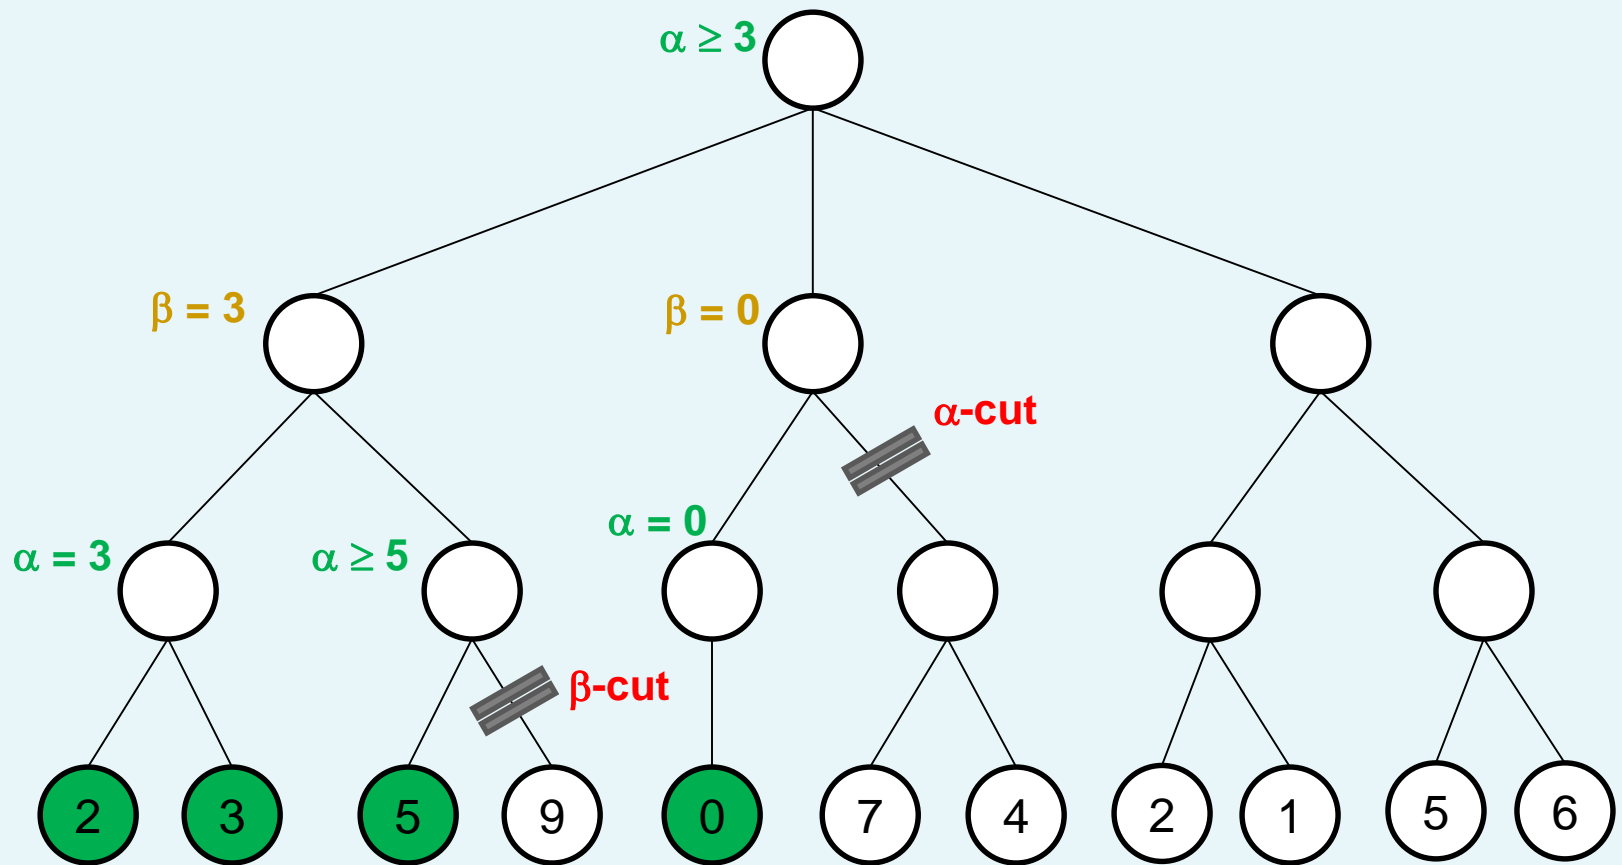 α ≥ 3
β = 3
β = 0
α-cut
α = 3
α ≥ 5
α = 0
β-cut
2 3 5 9 0 7 4 2 1 5 6